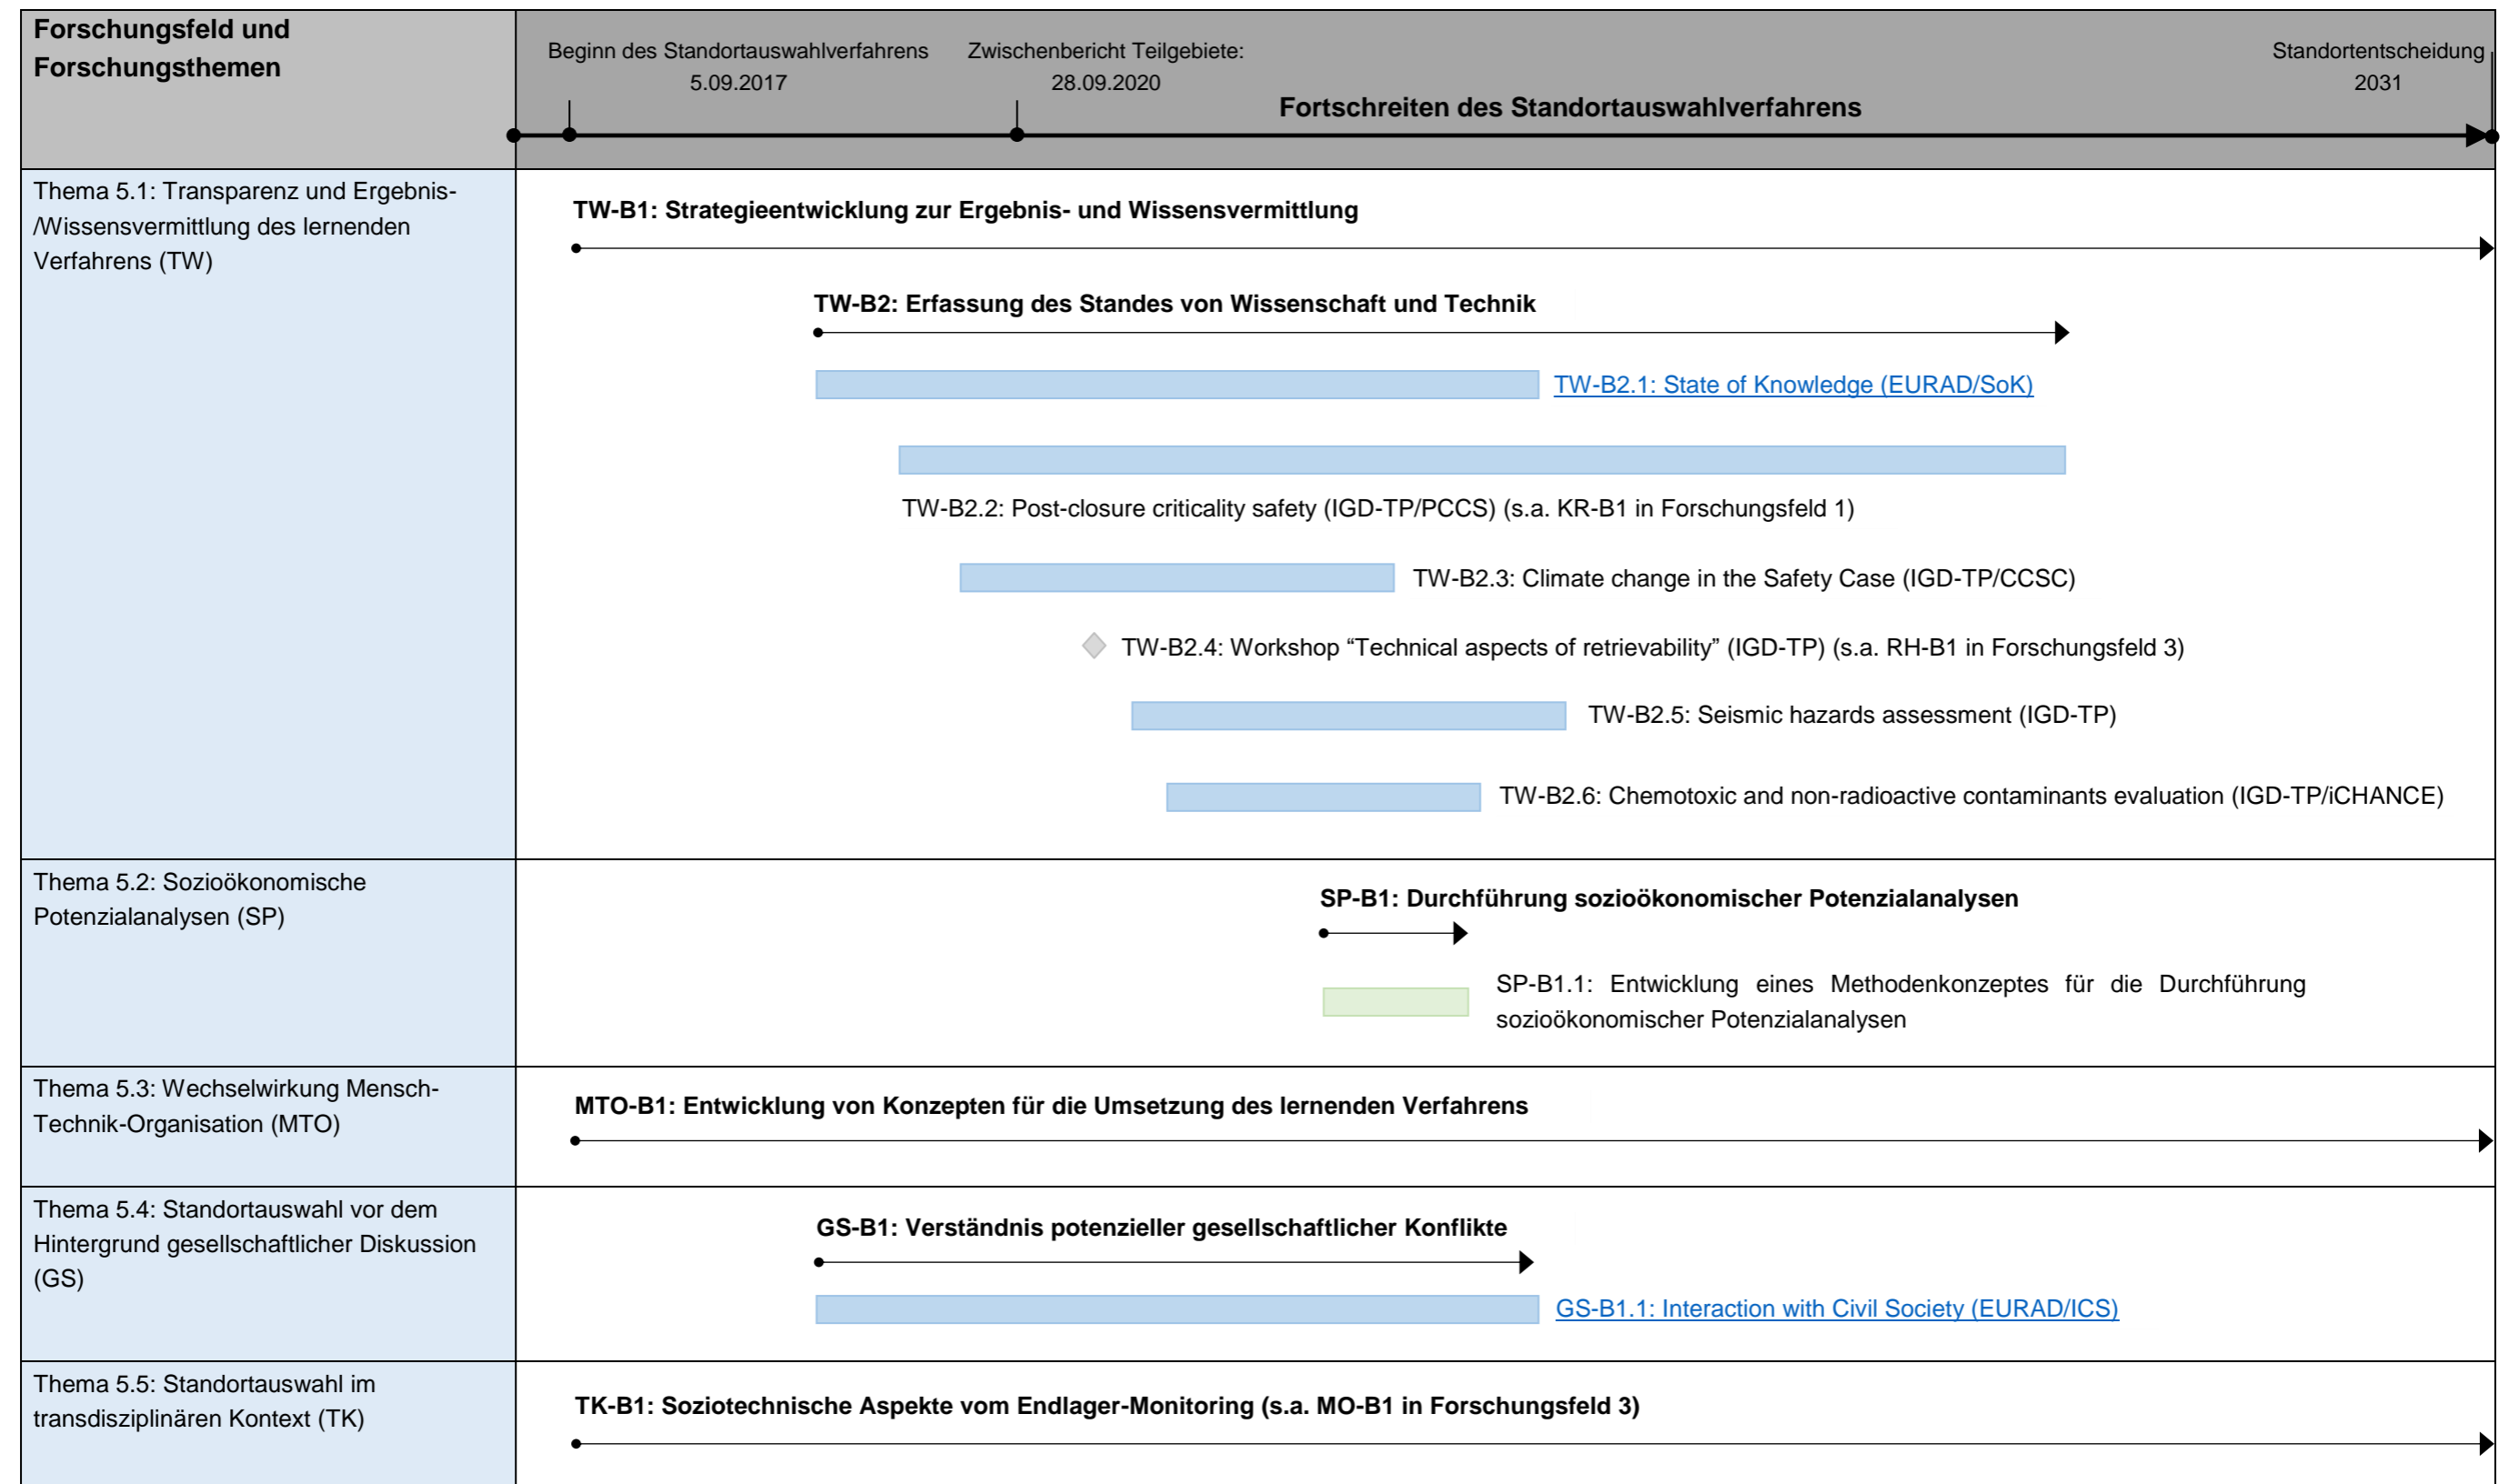 Forschungsfeld und
Forschungsthemen
Beginn des Standortauswahlverfahrens
5.09.2017
Zwischenbericht Teilgebiete:
28.09.2020
Standortentscheidung
2031
Fortschreiten des Standortauswahlverfahrens
Thema 5.1: Transparenz und Ergebnis-
/Wissensvermittlung des lernenden
Verfahrens (TW)
TW-B1: Strategieentwicklung zur Ergebnis- und Wissensvermittlung
TW-B2: Erfassung des Standes von Wissenschaft und Technik
TW-B2.1: State of Knowledge (EURAD/SoK)
TW-B2.2: Post-closure criticality safety (IGD-TP/PCCS) (s.a. KR-B1 in Forschungsfeld 1)
TW-B2.3: Climate change in the Safety Case (IGD-TP/CCSC)
TW-B2.4: Workshop “Technical aspects of retrievability” (IGD-TP) (s.a. RH-B1 in Forschungsfeld 3)
TW-B2.5: Seismic hazards assessment (IGD-TP)
TW-B2.6: Chemotoxic and non-radioactive contaminants evaluation (IGD-TP/iCHANCE)
Thema 5.2: Sozioökonomische
Potenzialanalysen (SP)
SP-B1: Durchführung sozioökonomischer Potenzialanalysen
SP-B1.1: Entwicklung eines Methodenkonzeptes für die Durchführung
sozioökonomischer Potenzialanalysen
Thema 5.3: Wechselwirkung Mensch-
Technik-Organisation (MTO)
MTO-B1: Entwicklung von Konzepten für die Umsetzung des lernenden Verfahrens
Thema 5.4: Standortauswahl vor dem
Hintergrund gesellschaftlicher Diskussion
(GS)
GS-B1: Verständnis potenzieller gesellschaftlicher Konflikte
GS-B1.1: Interaction with Civil Society (EURAD/ICS)
Thema 5.5: Standortauswahl im
transdisziplinären Kontext (TK)
TK-B1: Soziotechnische Aspekte vom Endlager-Monitoring (s.a. MO-B1 in Forschungsfeld 3)